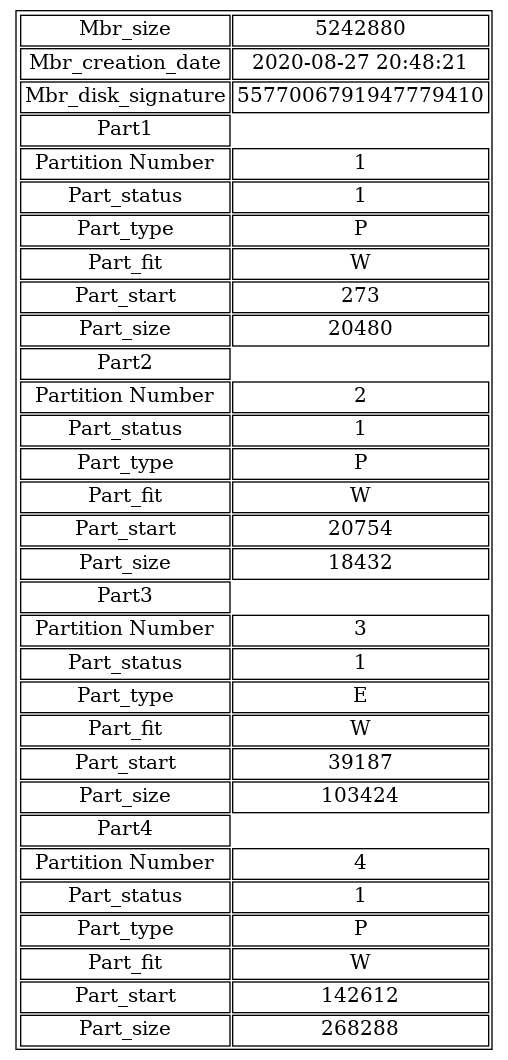 Mbr_size 5242880
Mbr_creation_date 2020-08-27 20:48:21
Mbr_disk_signature 5577006791947779410
Part1
Partition Number 1
Part_status 1
Part_type P
Part_fit W
Part_start 273
Part_size 20480
Part2
Partition Number 2
Part_status 1
Part_type P
Part_fit W
Part_start 20754
Part_size 18432
Part3
Partition Number 3
Part_status 1
Part_type E
Part_fit W
Part_start 39187
Part_size 103424
Part4
Partition Number 4
Part_status 1
Part_type P
Part_fit W
Part_start 142612
Part_size 268288